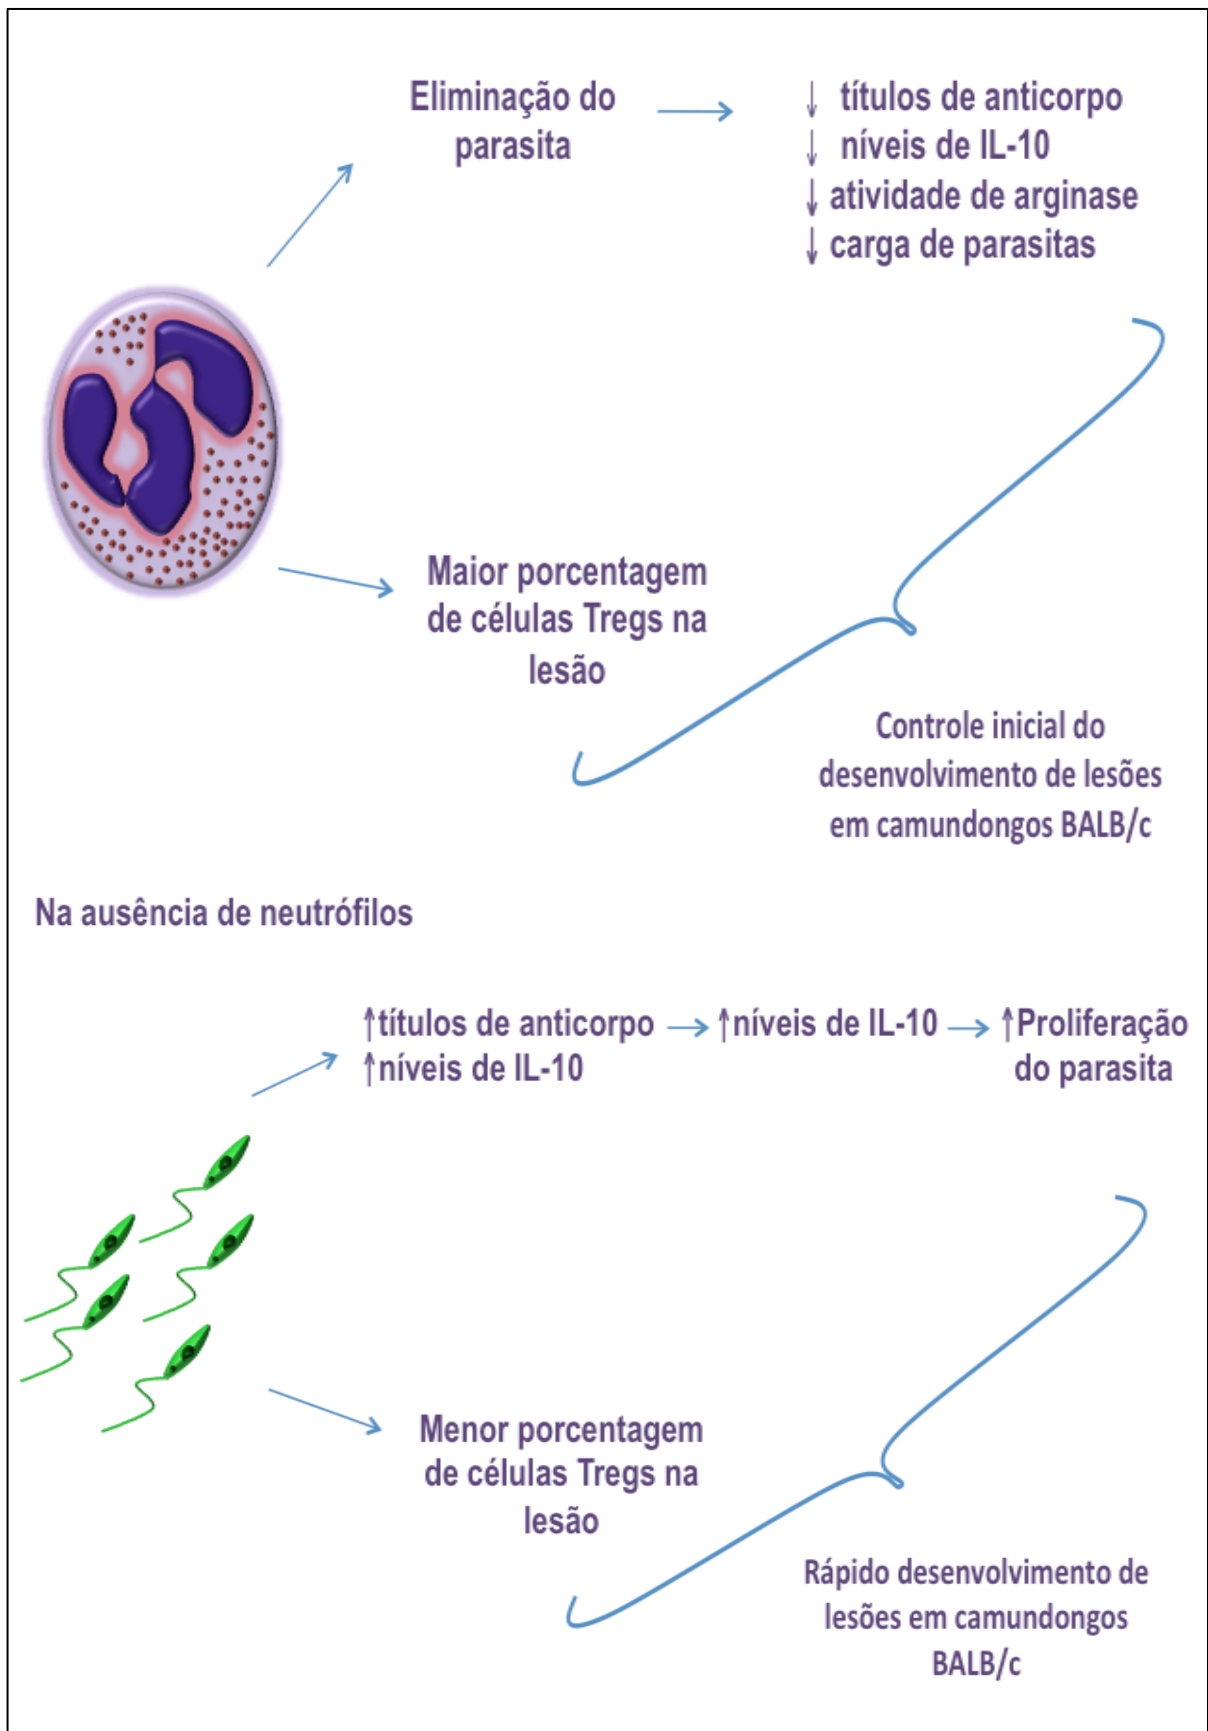 Eliminação do
parasita
↓ títulos de anticorpo
↓ níveis de IL-10
↓ atividade de arginase
↓ carga de parasitas
Maior porcentagem
de células Tregs na
lesão
Controle inicial do
desenvolvimento de lesões
em camundongos BALB/c
Na ausência de neutrófilos
↑títulos de anticorpo → ↑níveis de IL-10 → ↑Proliferação
↑níveis de IL-10
do parasita
Menor porcentagem
de células Tregs na
lesão
Rápido desenvolvimento de
lesões em camundongos
BALB/c